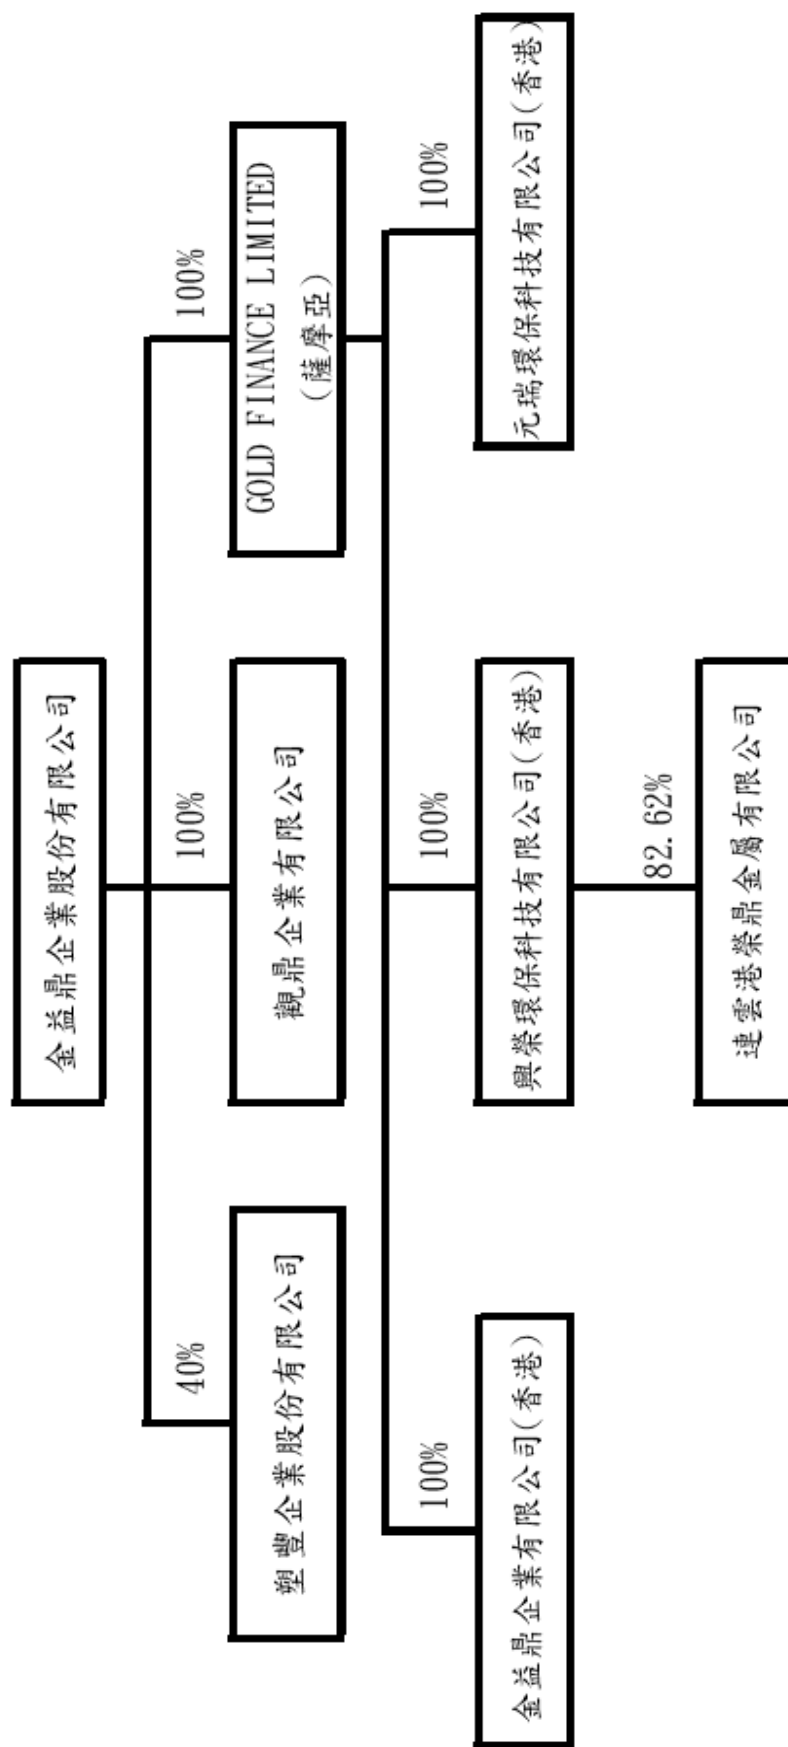 金益鼎企業股份有限公司
40%
100%
100%
塑豐企業股份有限公司
觀鼎企業有限公司
GOLD FINANCE LIMITED
(薩摩亞)
100%
100%
100%
金益鼎企業有限公司(香港)
興榮環保科技有限公司(香港)
元瑞環保科技有限公司(香港)
82.62%
連雲港榮鼎金屬有限公司